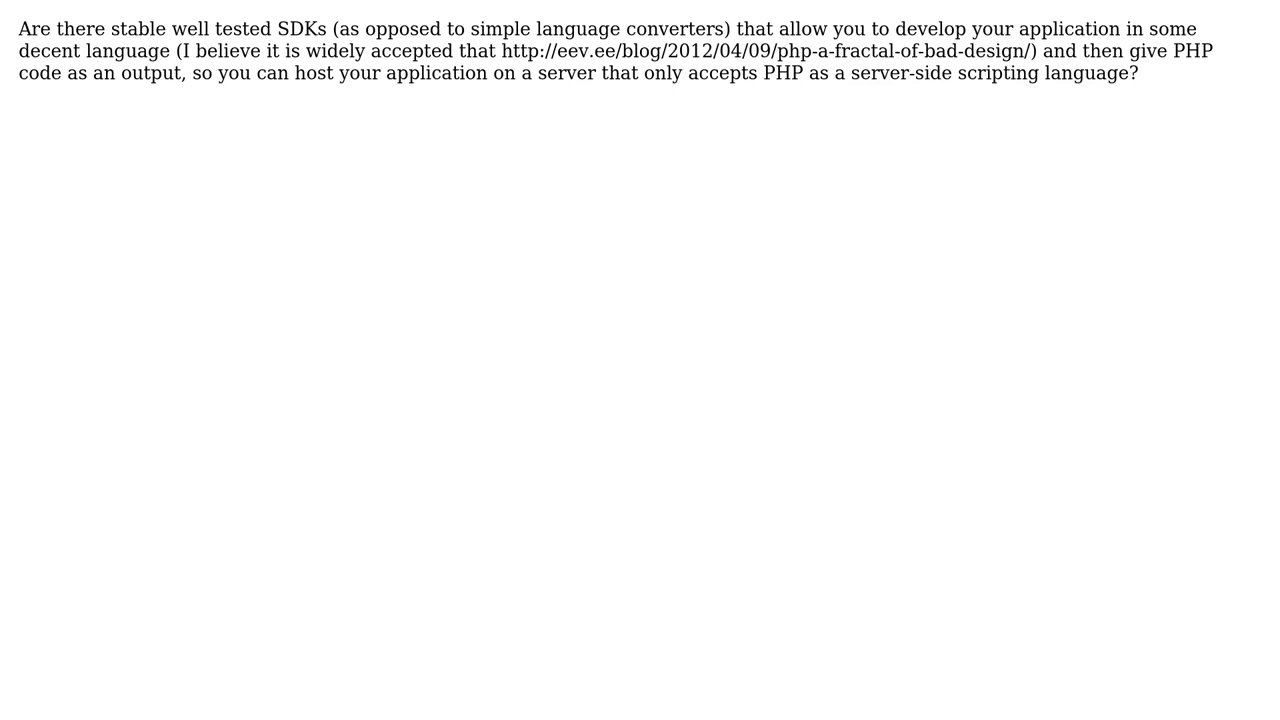 Are there stable well tested SDKs (as opposed to simple language converters) that allow you to develop your application in some
decent language (I believe it is widely accepted that http://eev.ee/blog/2012/04/09/php-a-fractal-of-bad-design/) and then give PHP
code as an output, so you can host your application on a server that only accepts PHP as a server-side scripting language?